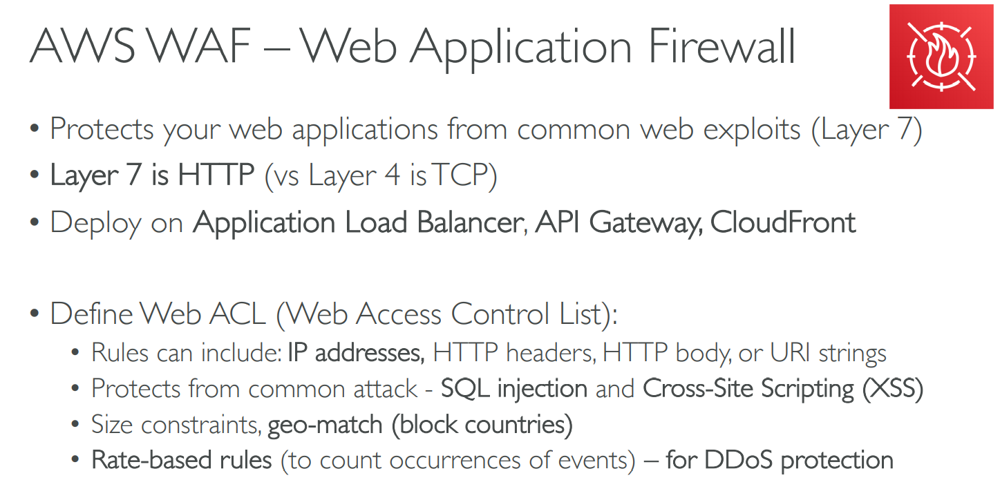 AWS WAF – Web Application Firewall
• Protects your web applications from common web exploits (Layer 7)
• Layer 7 is HTTP (vs Layer 4 is TCP)
• Deploy on Application Load Balancer, API Gateway, CloudFront
• Define Web ACL (Web Access Control List):
• Rules can include: IP addresses, HTTP headers, HTTP body, or URI strings
• Protects from common attack - SQL injection and Cross-Site Scripting (XSS)
• Size constraints, geo-match (block countries)
• Rate-based rules (to count occurrences of events) – for DDoS protection